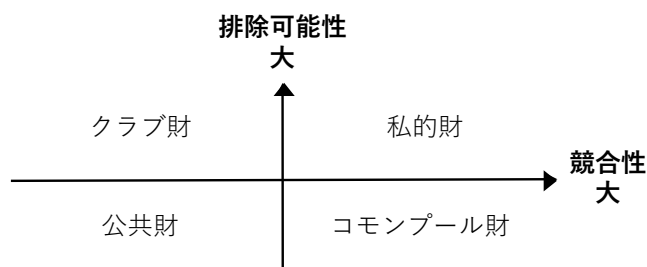 排除可能性
大
クラブ財
私的財
競合性
大
公共財
コモンプール財